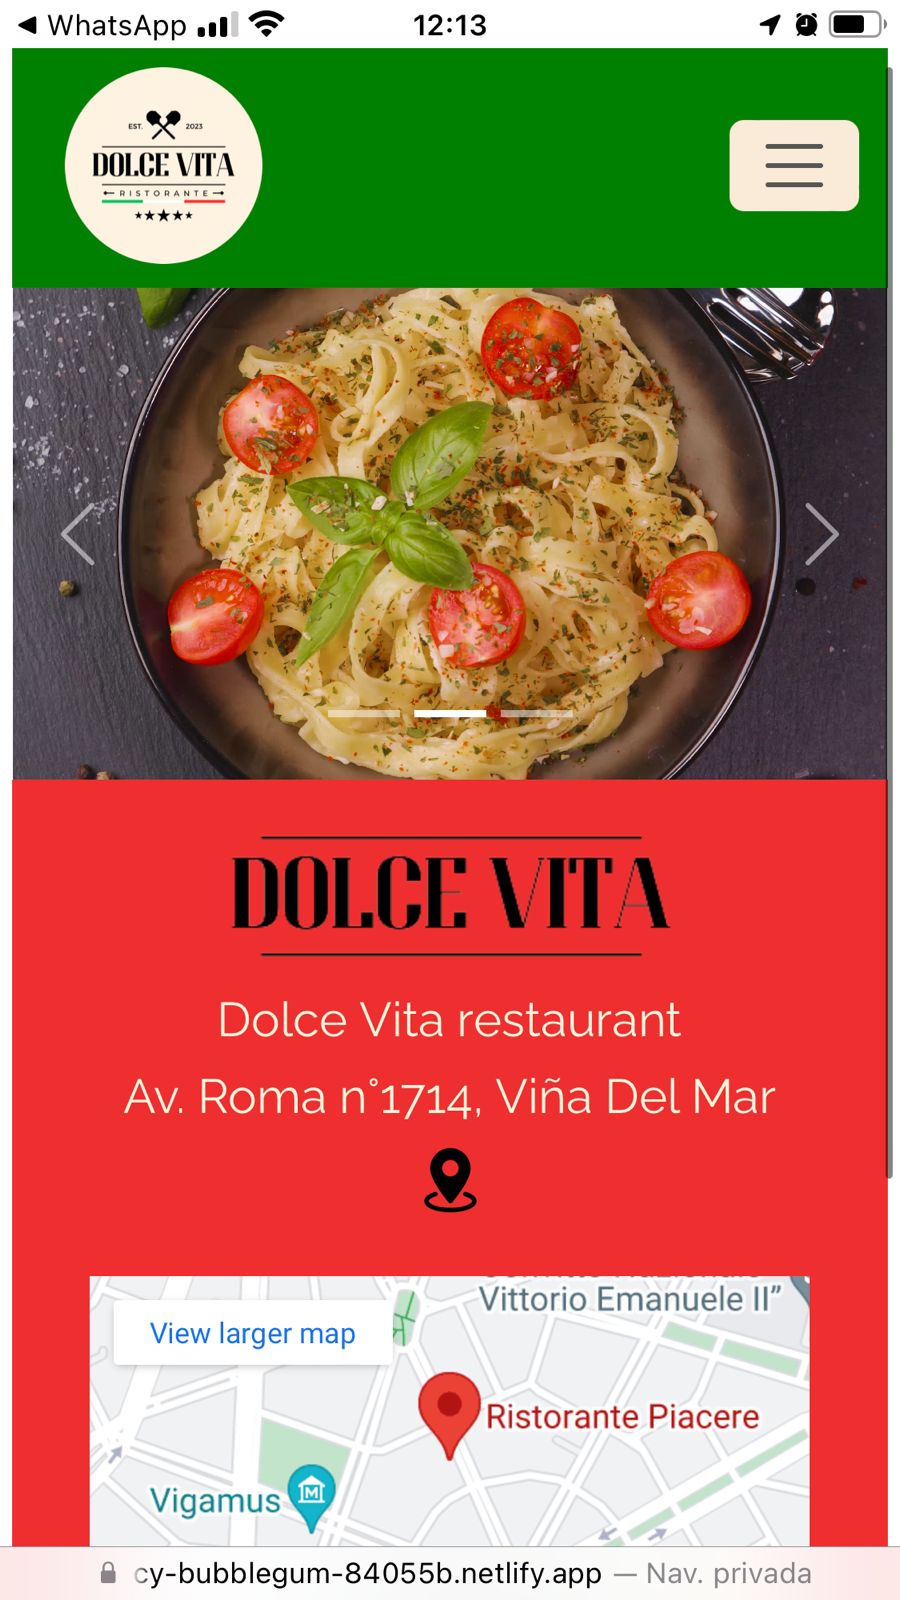 WhatsApp
12:13
EST. 2023
DOLCE VITA
RISTORANTE
DOLCE VITA
Dolce Vita restaurant
Av. Roma n°1714, Viña Del Mar
Vittorio Emanuele II”
View larger map
Ristorante Piacere
Vigamus
cy-bubblegum-84055b.netlify.app — Nav. privada